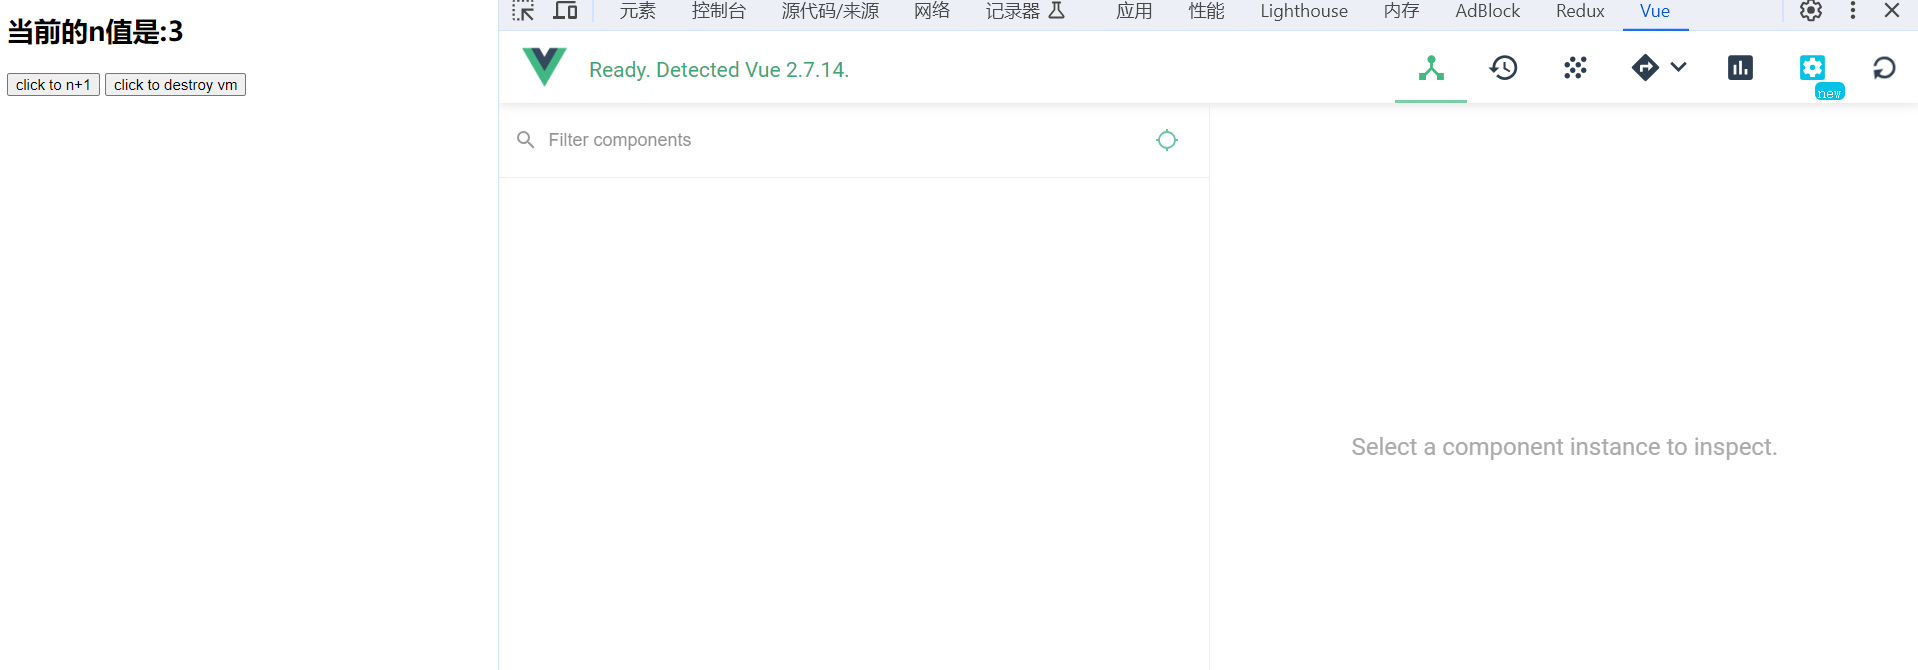 当前的n值是:3
click to n+1 click to destroy vm
元素 控制台 源代码/来源 网络 记录器 应用 性能 Lighthouse 内存 AdBlock Redux Vue
Ready. Detected Vue 2.7.14.
new
Filter components
Select a component instance to inspect.